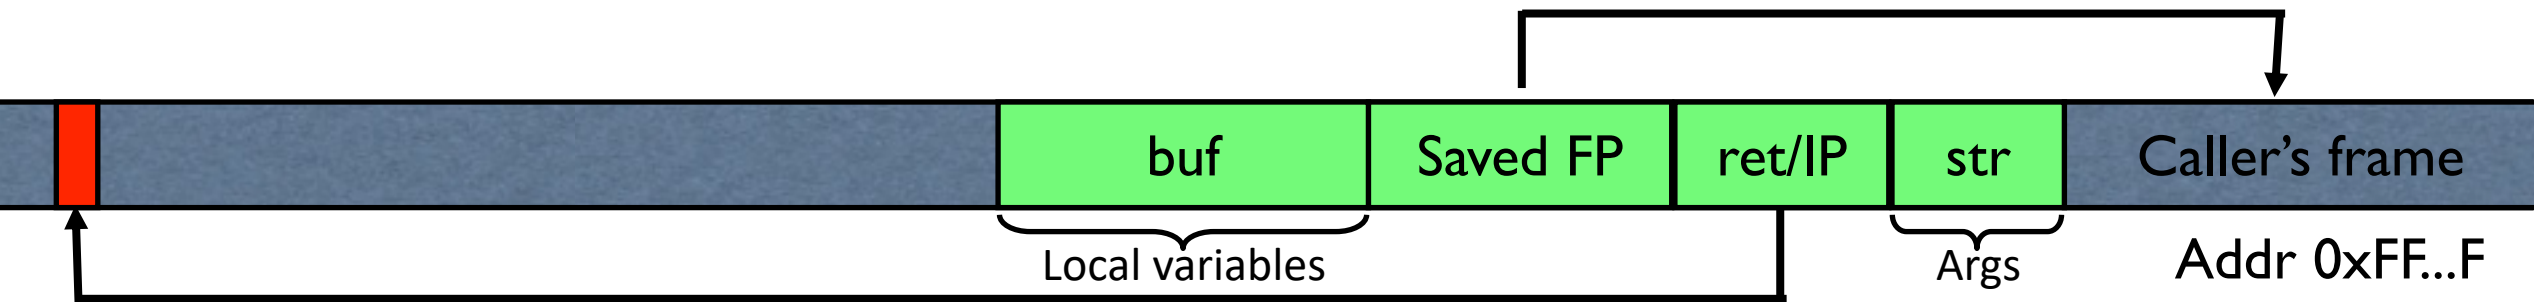 buf
Saved FP
ret/IP
str
Caller’s frame
Local variables
Args
Addr 0xFF...F